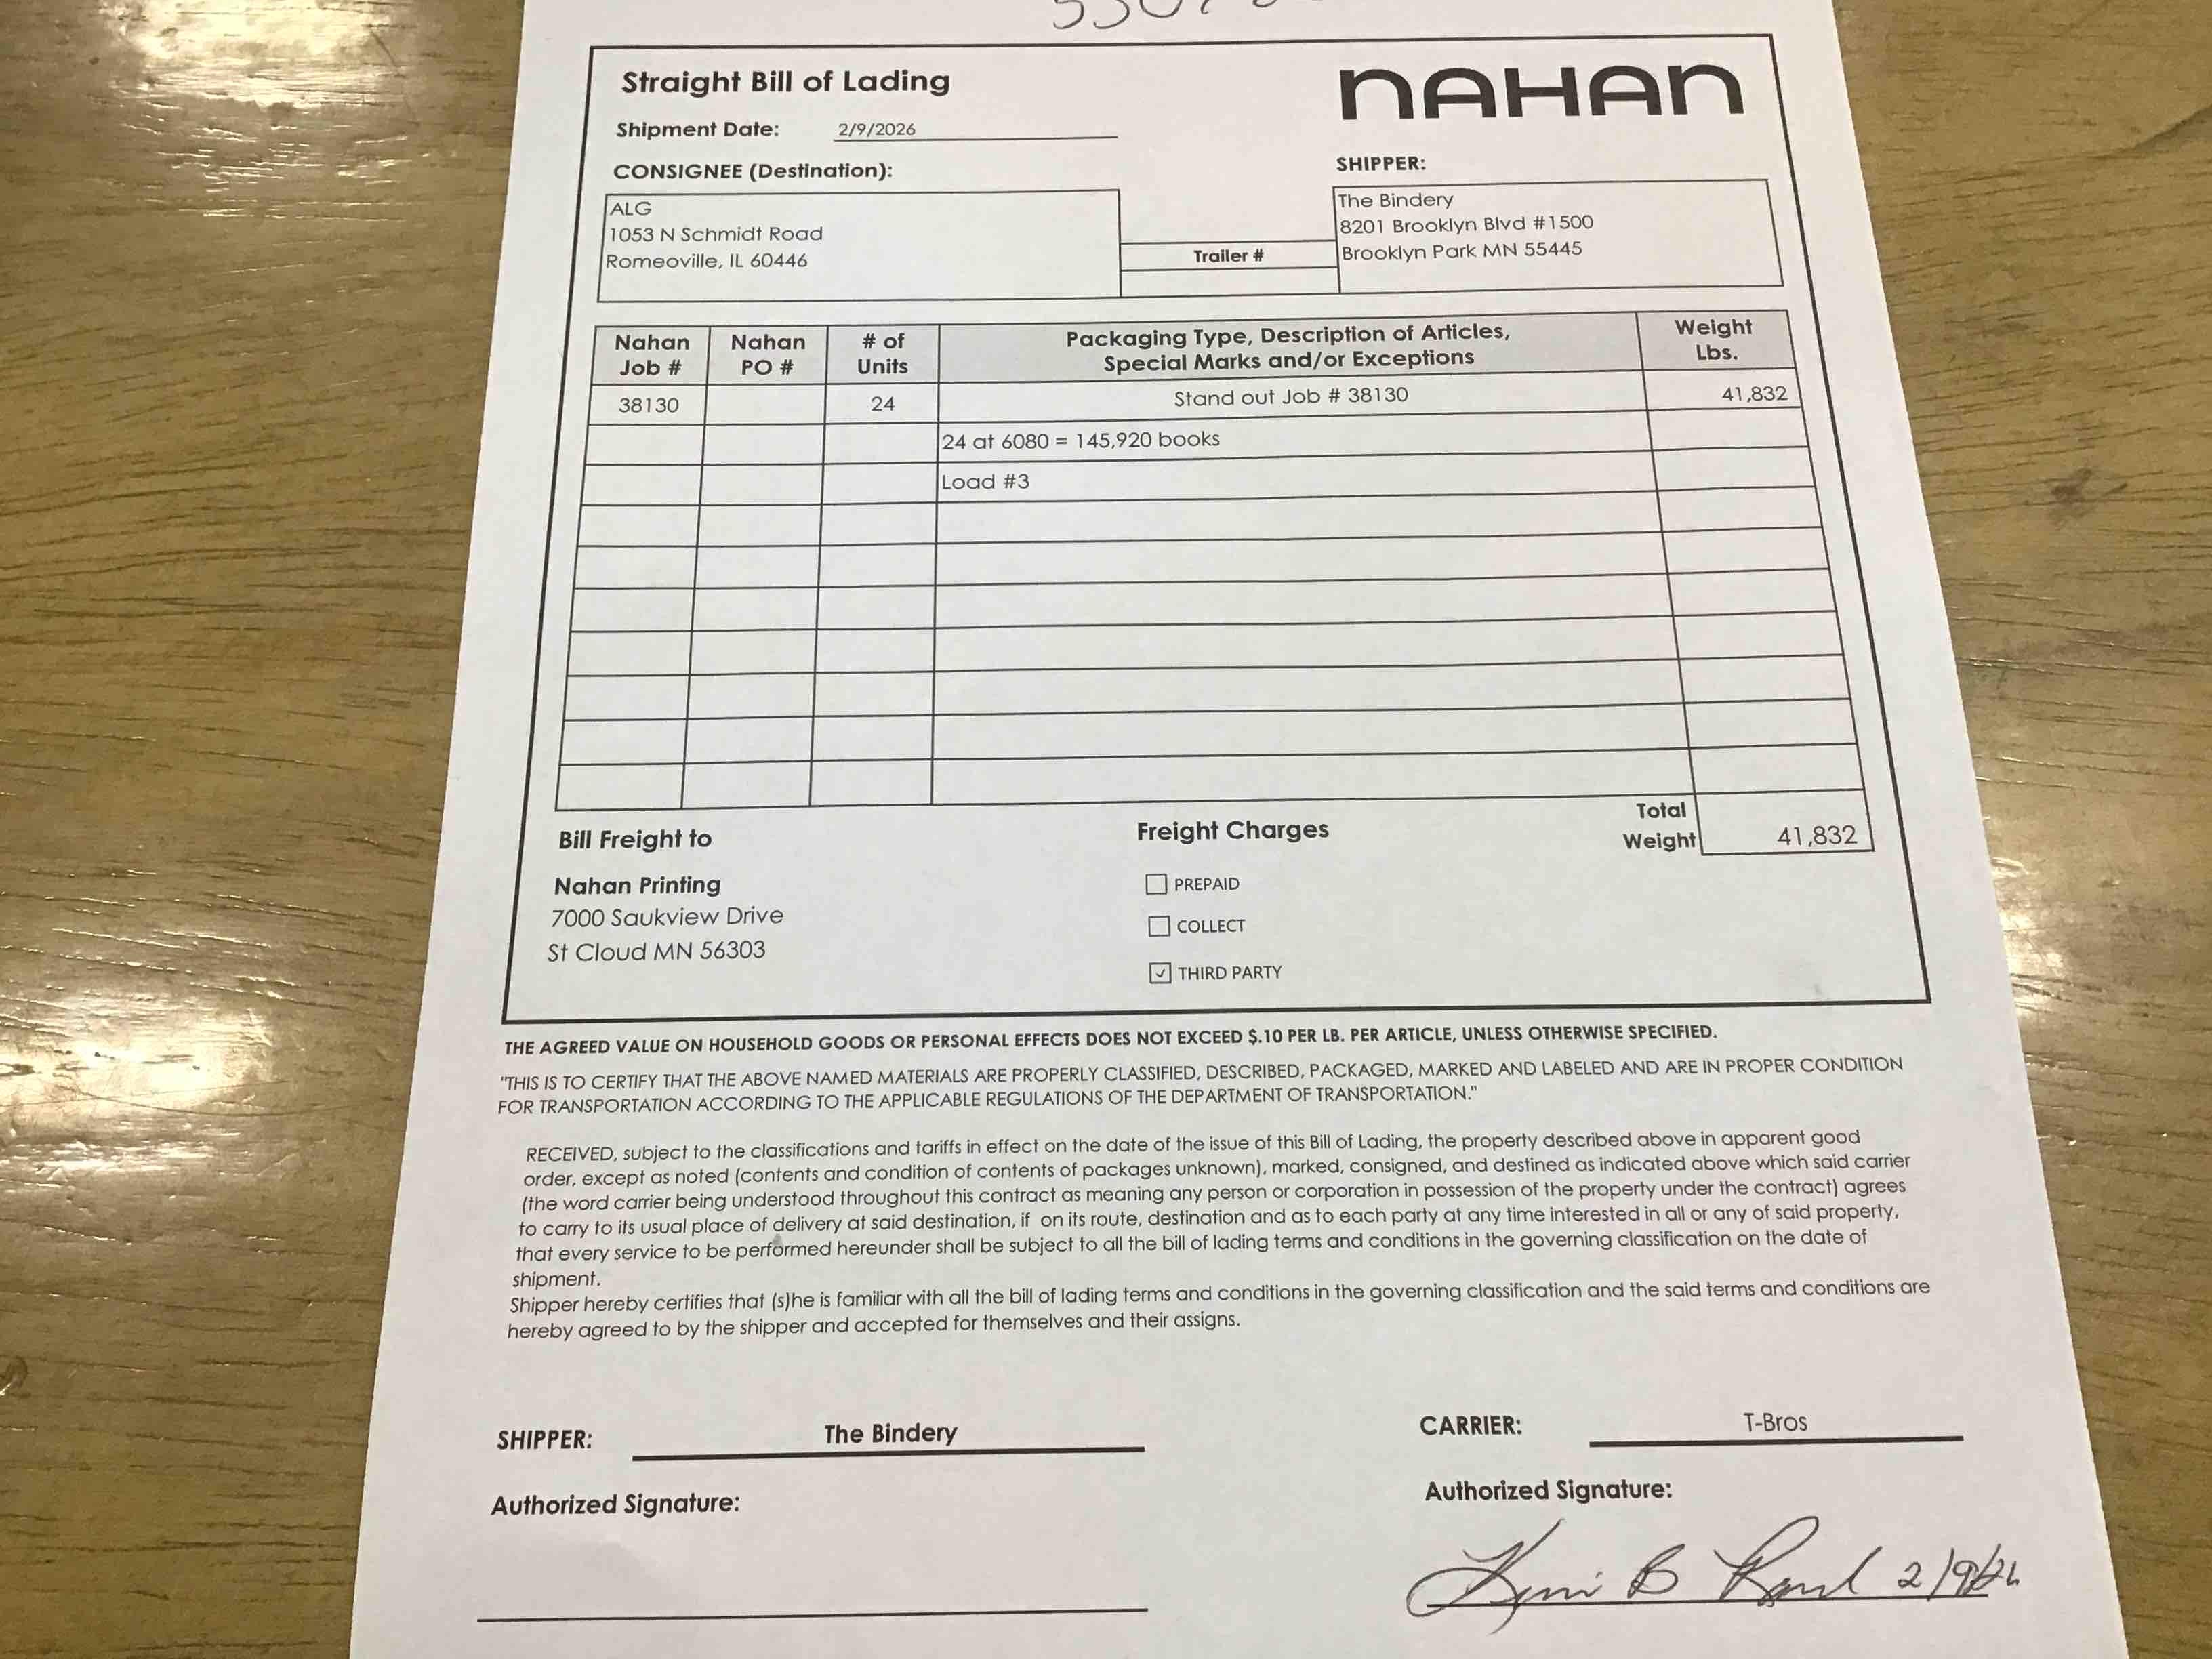 Straight Bill of Lading
NAHAN
Shipment Date: 2/9/2026
CONSIGNEE (Destination):
SHIPPER:
ALG
1053 N Schmidt Road
Romeoville, IL 60446
Trailer #
The Bindery
8201 Brooklyn Blvd #1500
Brooklyn Park MN 55445
Nahan Job # Nahan PO # # of Units Packaging Type, Description of Articles, Special Marks and/or Exceptions Weight Lbs.
38130 24 Stand out Job # 38130 41,832
24 at 6080 = 145,920 books
Load #3
Total Weight 41,832
Bill Freight to
Nahan Printing
7000 Saukview Drive
St Cloud MN 56303
Freight Charges
PREPAID
COLLECT
THIRD PARTY
THE AGREED VALUE ON HOUSEHOLD GOODS OR PERSONAL EFFECTS DOES NOT EXCEED $.10 PER LB. PER ARTICLE, UNLESS OTHERWISE SPECIFIED.
"THIS IS TO CERTIFY THAT THE ABOVE NAMED MATERIALS ARE PROPERLY CLASSIFIED, DESCRIBED, PACKAGED, MARKED AND LABELED AND ARE IN PROPER CONDITION
FOR TRANSPORTATION ACCORDING TO THE APPLICABLE REGULATIONS OF THE DEPARTMENT OF TRANSPORTATION."
RECEIVED, subject to the classifications and tariffs in effect on the date of the issue of this Bill of Lading, the property described above in apparent good
order, except as noted (contents and condition of contents of packages unknown), marked, consigned, and destined as indicated above which said carrier
(the word carrier being understood throughout this contract as meaning any person or corporation in possession of the property under the contract) agrees
to carry to its usual place of delivery at said destination, if on its route, destination and as to each party at any time interested in all or any of said property,
that every service to be performed hereunder shall be subject to all the bill of lading terms and conditions in the governing classification on the date of
shipment.
Shipper hereby certifies that (s)he is familiar with all the bill of lading terms and conditions in the governing classification and the said terms and conditions are
hereby agreed to by the shipper and accepted for themselves and their assigns.
SHIPPER: The Bindery
CARRIER: T-Bros
Authorized Signature:
Authorized Signature:
B 2/9/26